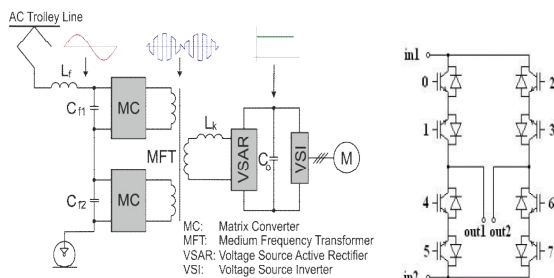 AC Trolley Line
Lf
Cf1
MC
MFT
Lk
VSAR
Co
VSI
M
Cf2
MC
MC: Matrix Converter
MFT: Medium Frequency Transformer
VSAR: Voltage Source Active Rectifier
VSI: Voltage Source Inverter
in1
0
2
1
3
4
6
out1 out2
5
7
in2